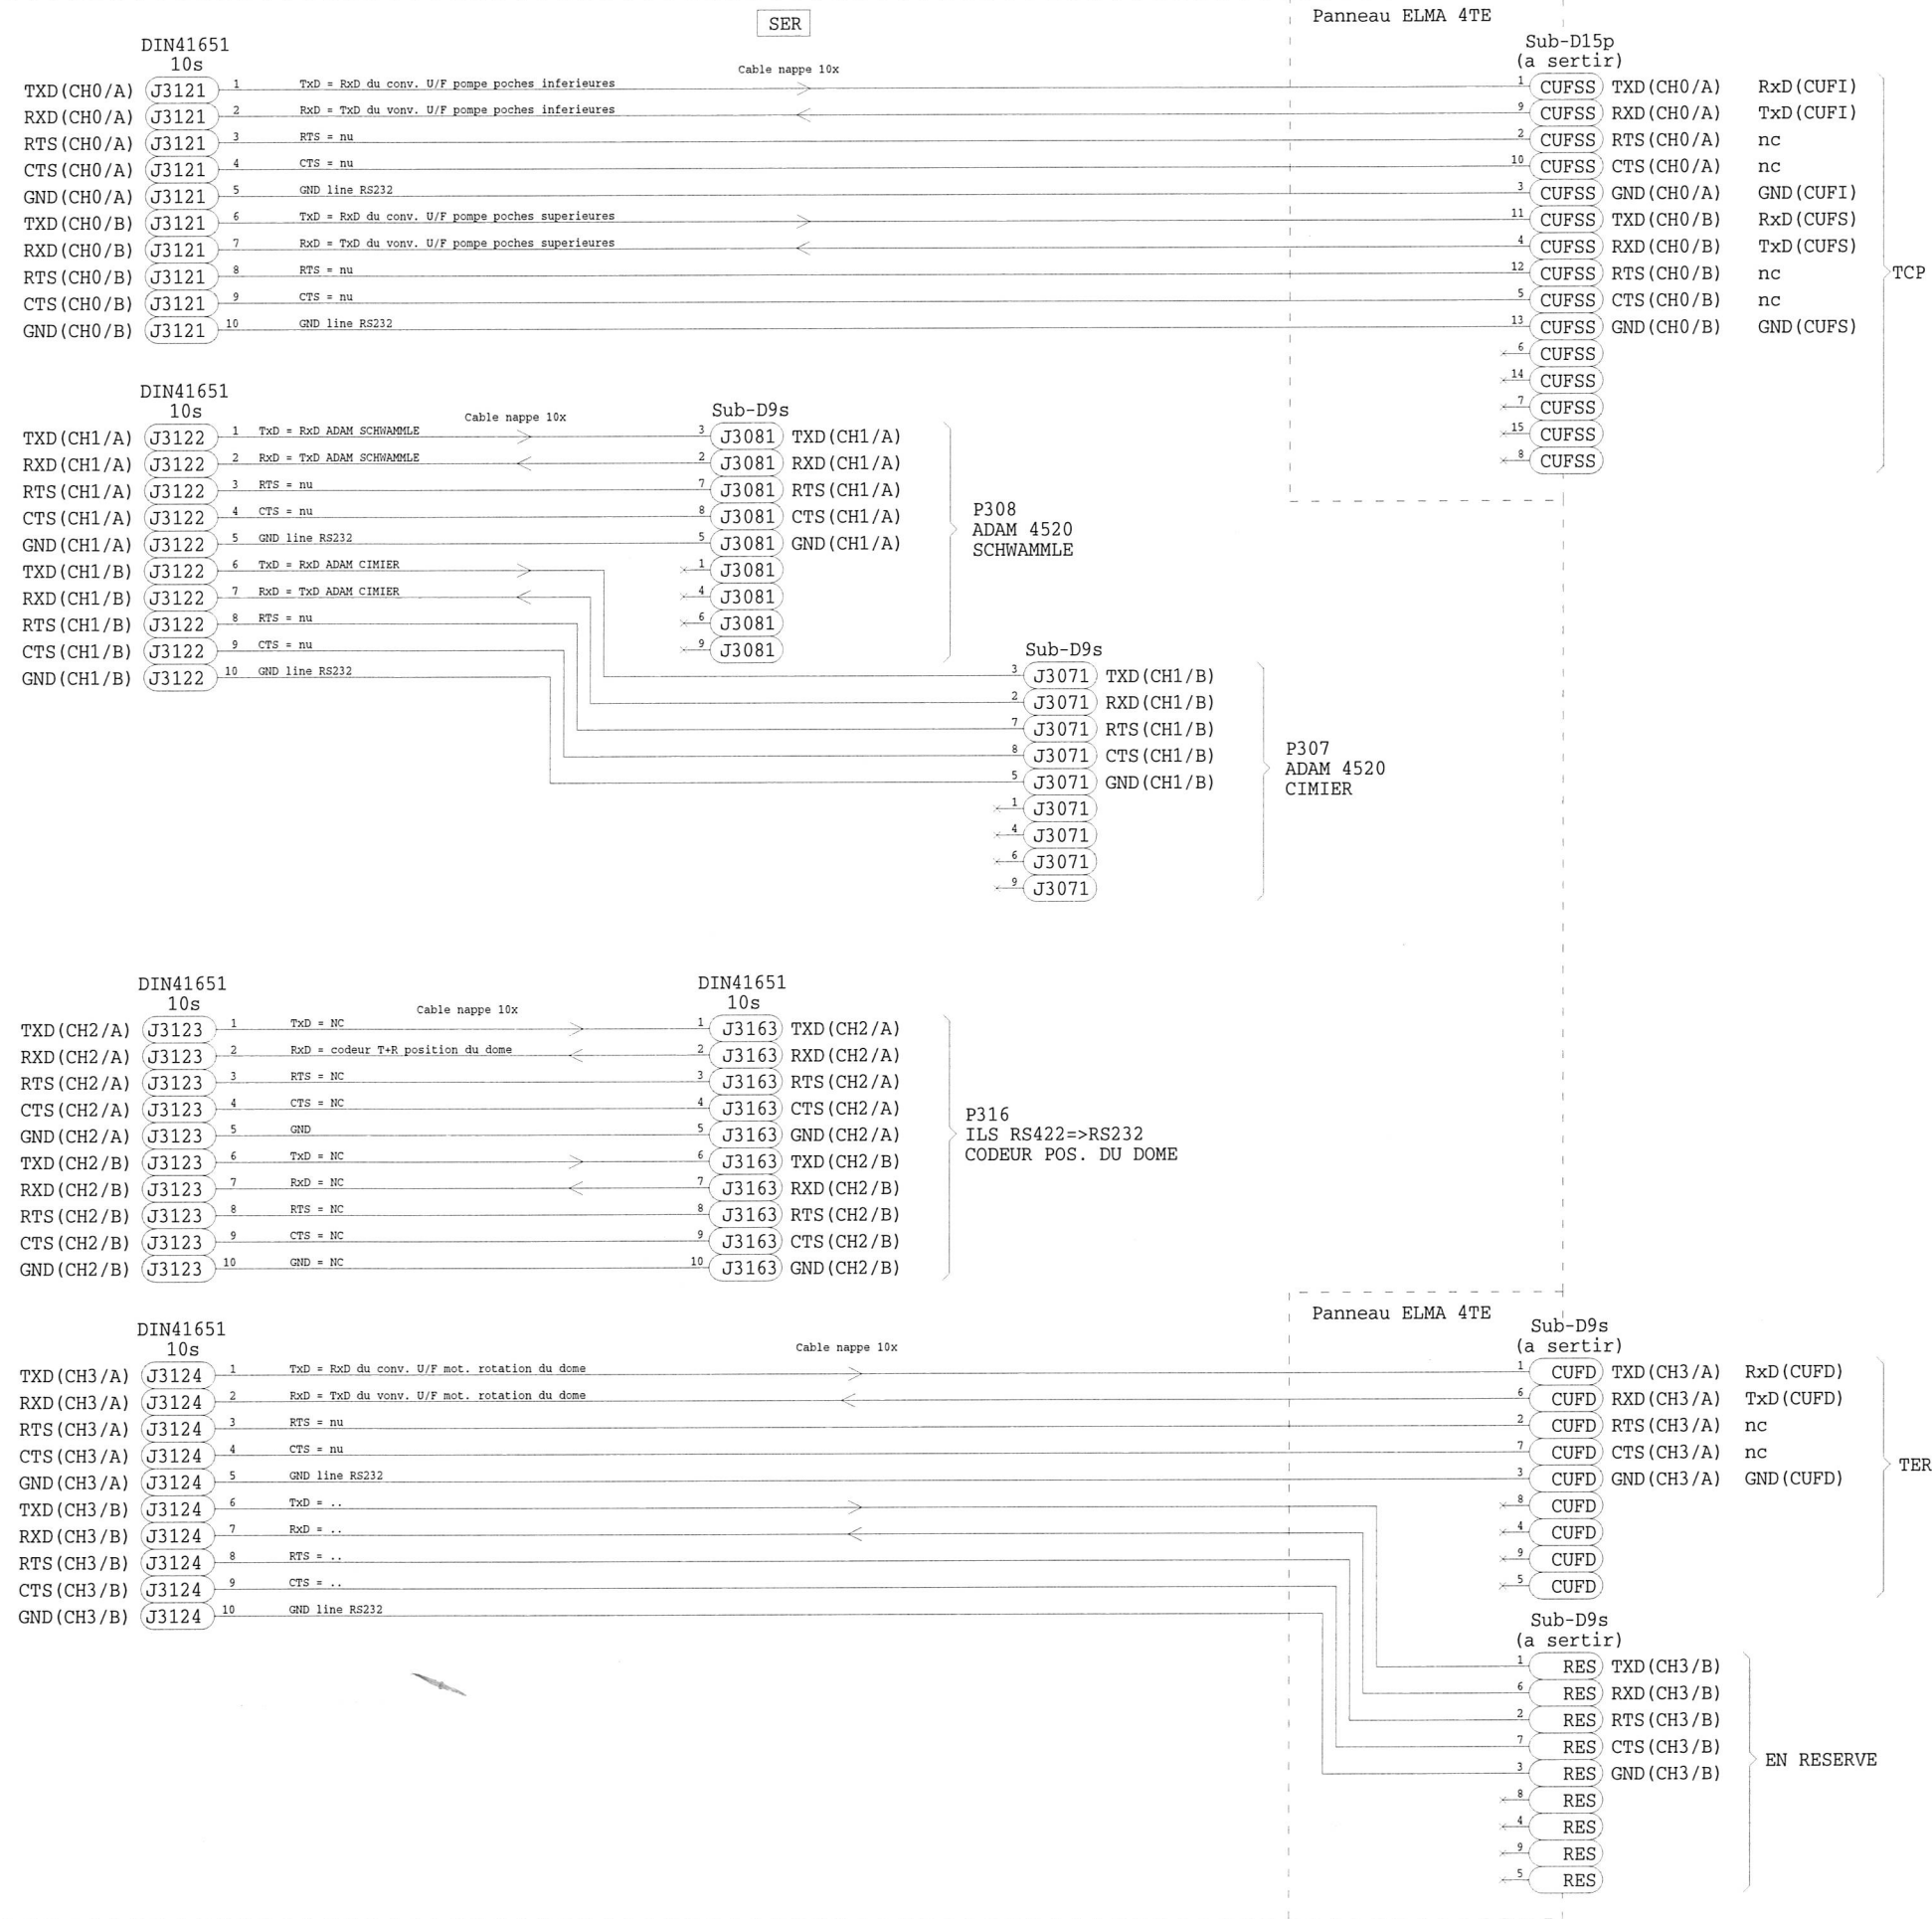 SER
Panneau ELMA 4TE
DIN41651
10s
Cable nappe 10x
Sub-D15p
(a sertir)
TXD(CH0/A) J3121 1 TxD = RxD du conv. U/F pompe poches inferieures 1 CUFSS TXD(CH0/A) RxD(CUFI)
RXD(CH0/A) J3121 2 RxD = TxD du vonv. U/F pompe poches inferieures 9 CUFSS RXD(CH0/A) TxD(CUFI)
RTS(CH0/A) J3121 3 RTS = nu 2 CUFSS RTS(CH0/A) nc
CTS(CH0/A) J3121 4 CTS = nu 10 CUFSS CTS(CH0/A) nc
GND(CH0/A) J3121 5 GND line RS232 3 CUFSS GND(CH0/A) GND(CUFI)
TXD(CH0/B) J3121 6 TxD = RxD du conv. U/F pompe poches superieures 11 CUFSS TXD(CH0/B) RxD(CUFS)
RXD(CH0/B) J3121 7 RxD = TxD du vonv. U/F pompe poches superieures 4 CUFSS RXD(CH0/B) TxD(CUFS)
RTS(CH0/B) J3121 8 RTS = nu 12 CUFSS RTS(CH0/B) nc
TCP
CTS(CH0/B) J3121 9 CTS = nu 5 CUFSS CTS(CH0/B) nc
GND(CH0/B) J3121 10 GND line RS232 13 CUFSS GND(CH0/B) GND(CUFS)
6 CUFSS
14 CUFSS
7 CUFSS
15 CUFSS
8 CUFSS
DIN41651
10s
Cable nappe 10x
Sub-D9s
TXD(CH1/A) J3122 1 TxD = RxD ADAM SCHWAMMLE 3 J3081 TXD(CH1/A)
RXD(CH1/A) J3122 2 RxD = TxD ADAM SCHWAMMLE 2 J3081 RXD(CH1/A)
RTS(CH1/A) J3122 3 RTS = nu 7 J3081 RTS(CH1/A)
CTS(CH1/A) J3122 4 CTS = nu 8 J3081 CTS(CH1/A)
GND(CH1/A) J3122 5 GND line RS232 5 J3081 GND(CH1/A)
TXD(CH1/B) J3122 6 TxD = RxD ADAM CIMIER 1 J3081
RXD(CH1/B) J3122 7 RxD = TxD ADAM CIMIER 4 J3081
RTS(CH1/B) J3122 8 RTS = nu 6 J3081
CTS(CH1/B) J3122 9 CTS = nu 9 J3081
GND(CH1/B) J3122 10 GND line RS232
P308
ADAM 4520
SCHWAMMLE
Sub-D9s
3 J3071 TXD(CH1/B)
2 J3071 RXD(CH1/B)
7 J3071 RTS(CH1/B)
8 J3071 CTS(CH1/B)
5 J3071 GND(CH1/B)
1 J3071
4 J3071
6 J3071
9 J3071
P307
ADAM 4520
CIMIER
DIN41651
10s
Cable nappe 10x
DIN41651
10s
TXD(CH2/A) J3123 1 TxD = NC 1 J3163 TXD(CH2/A)
RXD(CH2/A) J3123 2 RxD = codeur T+R position du dome 2 J3163 RXD(CH2/A)
RTS(CH2/A) J3123 3 RTS = NC 3 J3163 RTS(CH2/A)
CTS(CH2/A) J3123 4 CTS = NC 4 J3163 CTS(CH2/A)
GND(CH2/A) J3123 5 GND 5 J3163 GND(CH2/A)
TXD(CH2/B) J3123 6 TxD = NC 6 J3163 TXD(CH2/B)
RXD(CH2/B) J3123 7 RxD = NC 7 J3163 RXD(CH2/B)
RTS(CH2/B) J3123 8 RTS = NC 8 J3163 RTS(CH2/B)
CTS(CH2/B) J3123 9 CTS = NC 9 J3163 CTS(CH2/B)
GND(CH2/B) J3123 10 GND = NC 10 J3163 GND(CH2/B)
P316
ILS RS422=>RS232
CODEUR POS. DU DOME
Panneau ELMA 4TE
DIN41651
10s
Cable nappe 10x
Sub-D9s
(a sertir)
TXD(CH3/A) J3124 1 TxD = RxD du conv. U/F mot. rotation du dome 1 CUFD TXD(CH3/A) RxD(CUFD)
RXD(CH3/A) J3124 2 RxD = TxD du vonv. U/F mot. rotation du dome 6 CUFD RXD(CH3/A) TxD(CUFD)
RTS(CH3/A) J3124 3 RTS = nu 2 CUFD RTS(CH3/A) nc
CTS(CH3/A) J3124 4 CTS = nu 7 CUFD CTS(CH3/A) nc
GND(CH3/A) J3124 5 GND line RS232 3 CUFD GND(CH3/A) GND(CUFD)
TER
TXD(CH3/B) J3124 6 TxD = .. 8 CUFD
RXD(CH3/B) J3124 7 RxD = .. 4 CUFD
RTS(CH3/B) J3124 8 RTS = .. 9 CUFD
CTS(CH3/B) J3124 9 CTS = .. 5 CUFD
GND(CH3/B) J3124 10 GND line RS232
Sub-D9s
(a sertir)
1 RES TXD(CH3/B)
6 RES RXD(CH3/B)
2 RES RTS(CH3/B)
7 RES CTS(CH3/B)
3 RES GND(CH3/B)
8 RES
4 RES
9 RES
5 RES
EN RESERVE